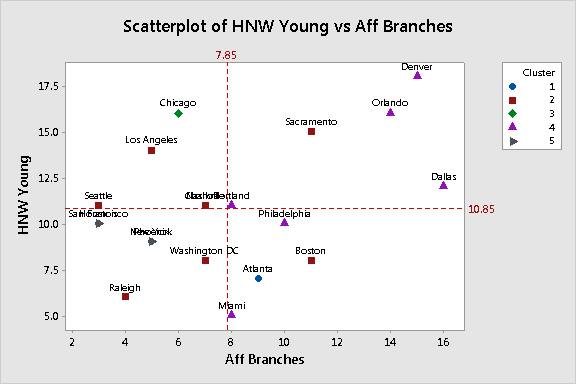 Scatterplot of HNW Young vs Aff Branches
7.85
Denver
Cluster
17.5
1
Chicago
Orlando
2
3
Sacramento
4
15.0
5
Los Angeles
HNW Young
12.5
Dallas
Seattle
10.85
Philadelphia
10.0
Washington DC
Boston
7.5
Atlanta
Raleigh
Miami
5.0
2 4 6 8 10 12 14 16
Aff Branches